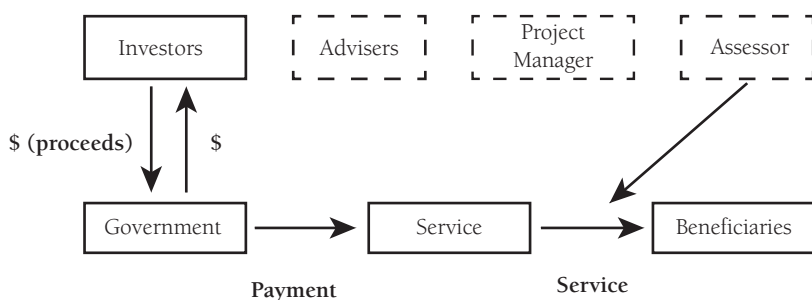 Investors
Advisers
Project
Manager
Assessor
$ (proceeds)
$
Government
Service
Beneficiaries
Payment
Service